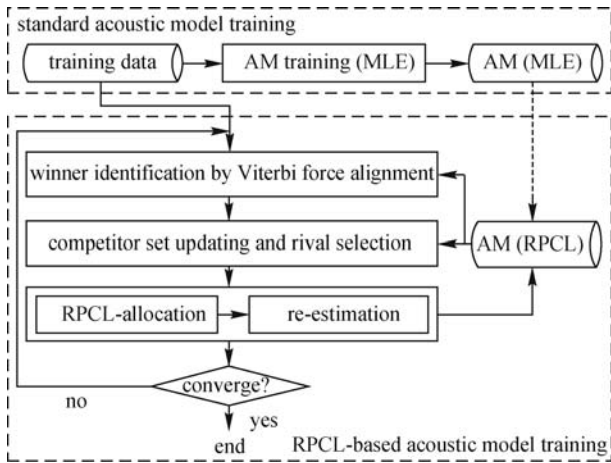 standard acoustic model training
training data
AM training (MLE)
AM (MLE)
winner identification by Viterbi force alignment
competitor set updating and rival selection
AM (RPCL)
RPCL-allocation
re-estimation
converge?
no
yes
end
RPCL-based acoustic model training